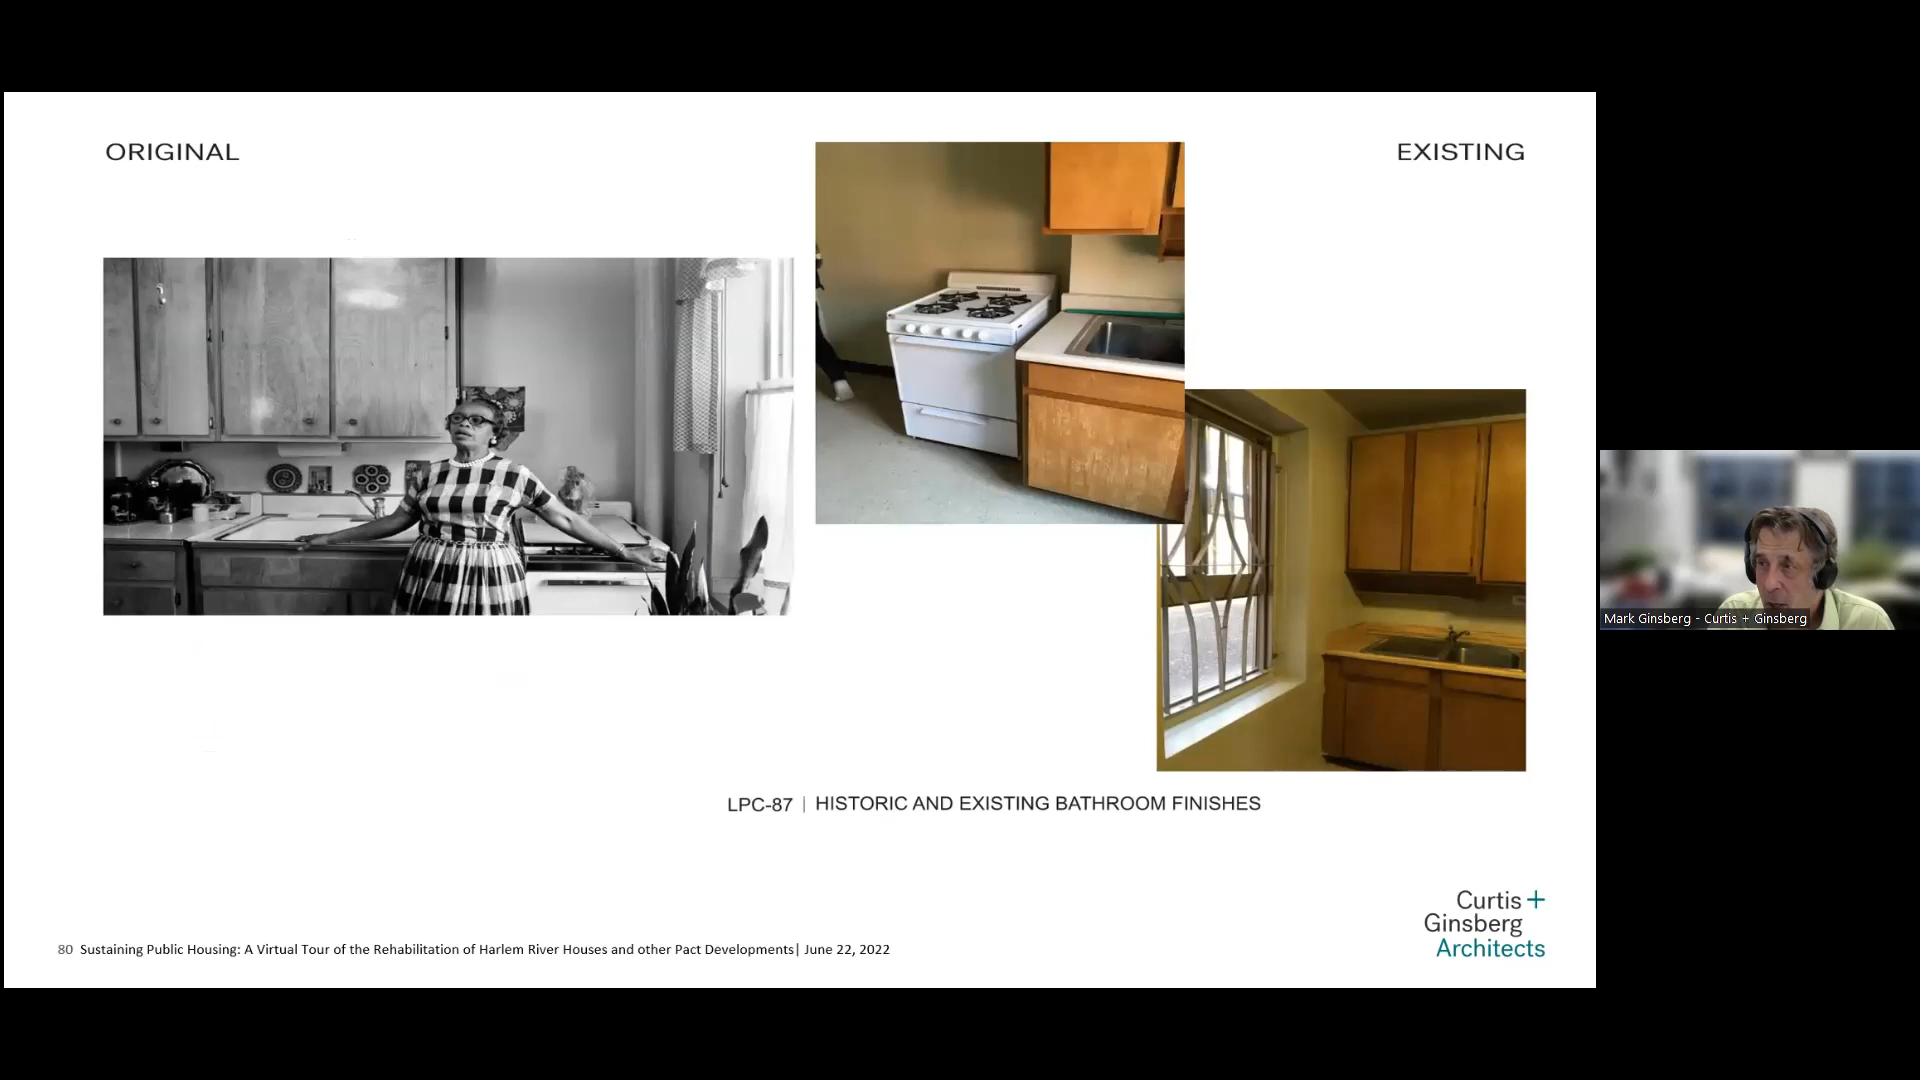 ORIGINAL
EXISTING
LPC-87 | HISTORIC AND EXISTING BATHROOM FINISHES
Curtis +
Ginsberg
Architects
80 Sustaining Public Housing: A Virtual Tour of the Rehabilitation of Harlem River Houses and other Pact Developments| June 22, 2022
Mark Ginsberg - Curtis + Ginsberg